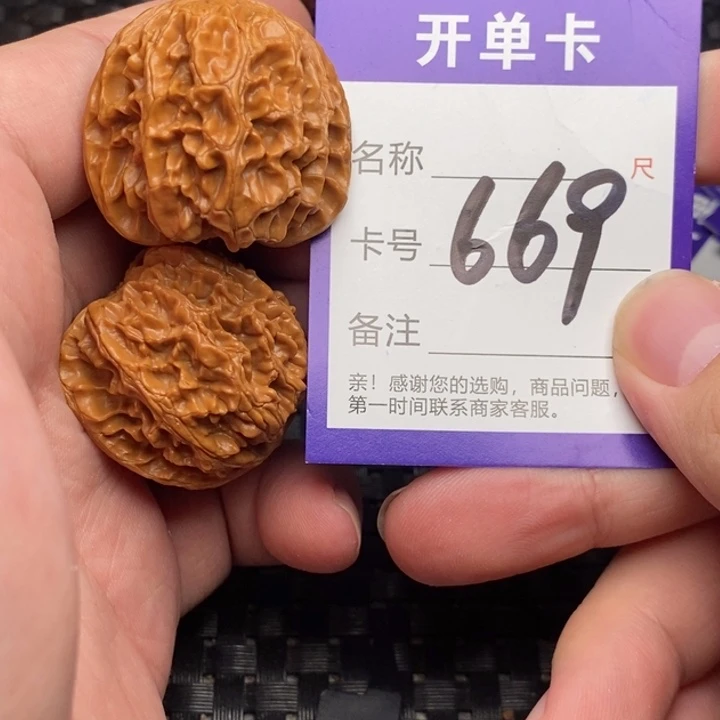 开单卡
名称
尺
卡号 669
备注
亲！感谢您的选购，商品问题，
第一时间联系商家客服。